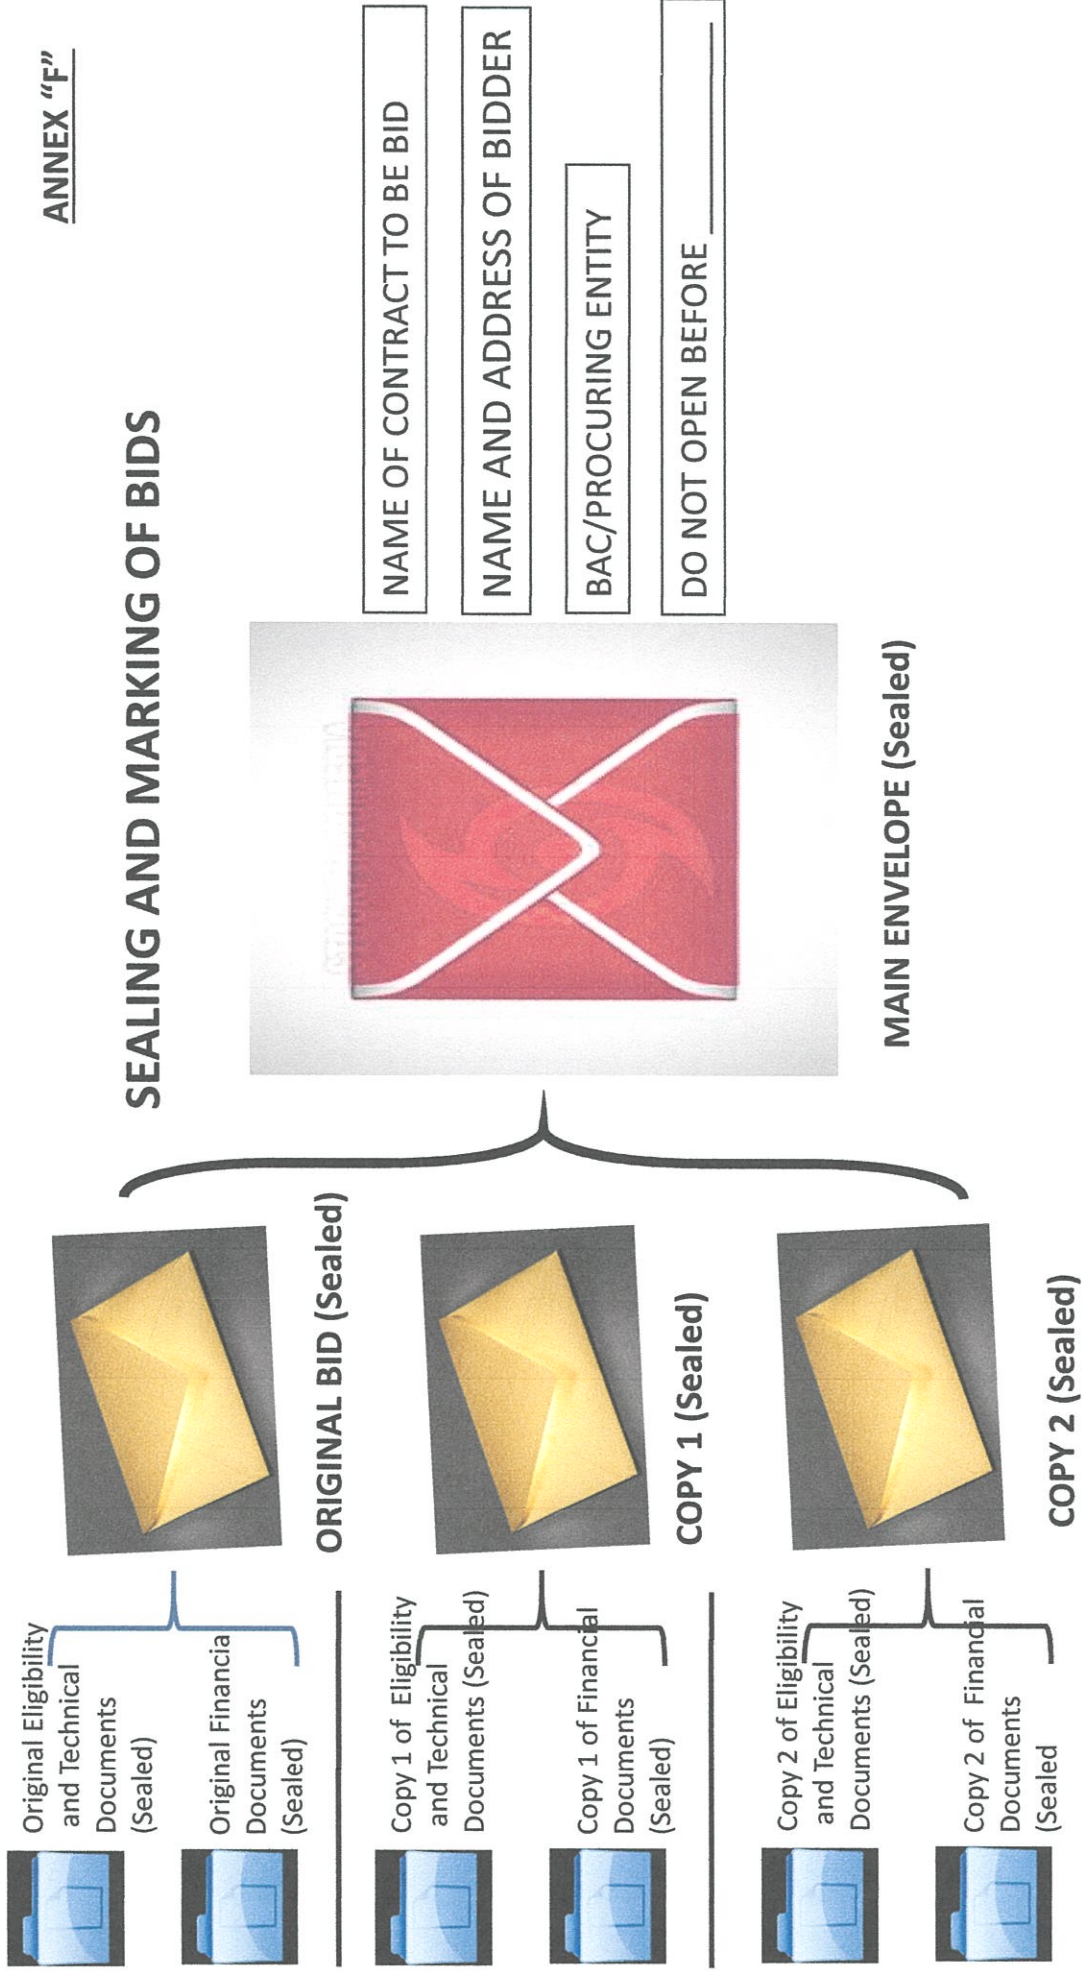 ANNEX “F”
SEALING AND MARKING OF BIDS
Original Eligibility
and Technical
Documents
(Sealed)
Original Financia
Documents
(Sealed)
ORIGINAL BID (Sealed)
Copy 1 of Eligibility
and Technical
Documents (Sealed)
Copy 1 of Financial
Documents
(Sealed)
COPY 1 (Sealed)
Copy 2 of Eligibility
and Technical
Documents (Sealed)
Copy 2 of Financial
Documents
(Sealed
COPY 2 (Sealed)
MAIN ENVELOPE (Sealed)
NAME OF CONTRACT TO BE BID
NAME AND ADDRESS OF BIDDER
BAC/PROCURING ENTITY
DO NOT OPEN BEFORE ________